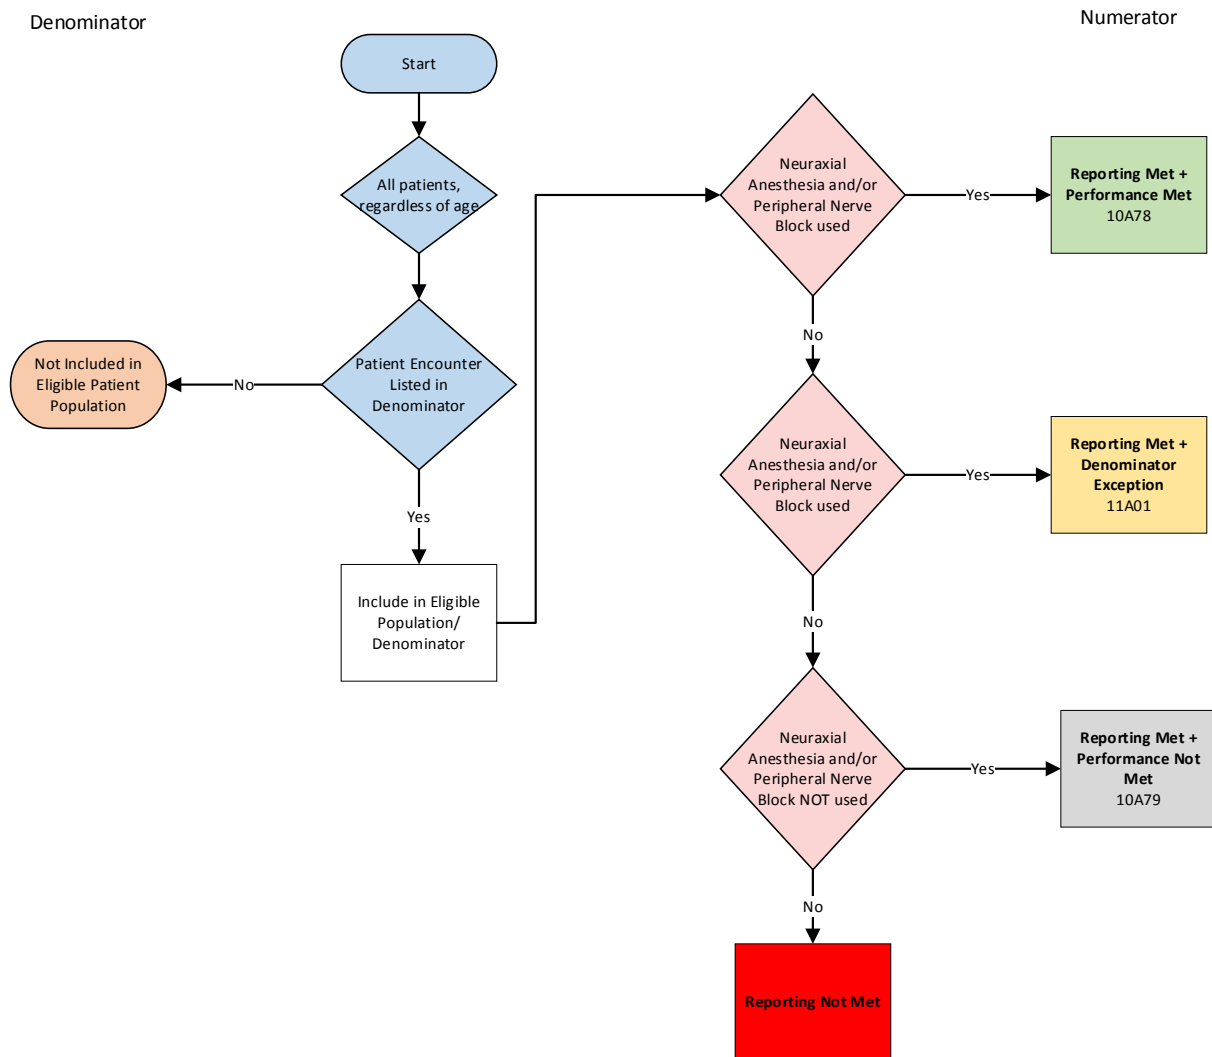 Denominator
Numerator
Start
All patients,
regardless of age
Patient Encounter
Listed in
Denominator
No
Not Included in
Eligible Patient
Population
Yes
Include in Eligible
Population/
Denominator
Neuraxial
Anesthesia and/or
Peripheral Nerve
Block used
Yes
Reporting Met +
Performance Met
10A78
No
Neuraxial
Anesthesia and/or
Peripheral Nerve
Block used
Yes
Reporting Met +
Denominator
Exception
11A01
No
Neuraxial
Anesthesia and/or
Peripheral Nerve
Block NOT used
Yes
Reporting Met +
Performance Not
Met
10A79
No
Reporting Not Met